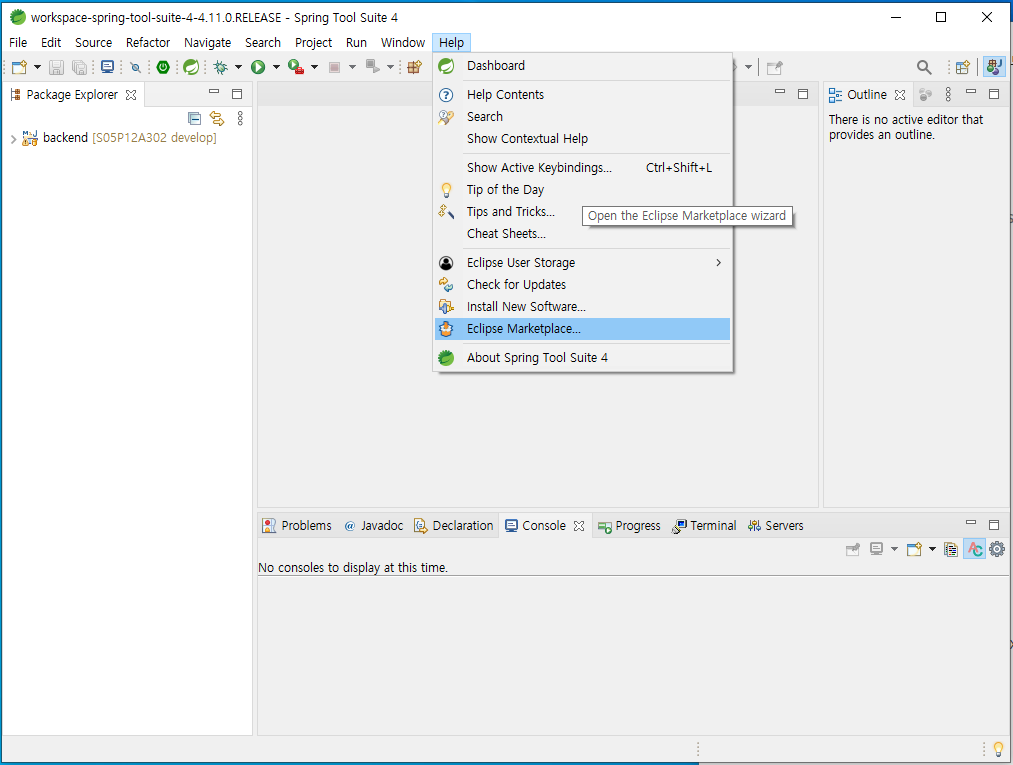 workspace-spring-tool-suite-4-4.11.0.RELEASE - Spring Tool Suite 4
File Edit Source Refactor Navigate Search Project Run Window Help
Package Explorer
backend [S05P12A302 develop]
Dashboard
Help Contents
Search
Show Contextual Help
Show Active Keybindings... Ctrl+Shift+L
Tip of the Day
Tips and Tricks...
Cheat Sheets...
Open the Eclipse Marketplace wizard
Eclipse User Storage
Check for Updates
Install New Software...
Eclipse Marketplace...
About Spring Tool Suite 4
Outline
There is no active editor that
provides an outline.
Problems @ Javadoc Declaration Console Progress Terminal Servers
No consoles to display at this time.